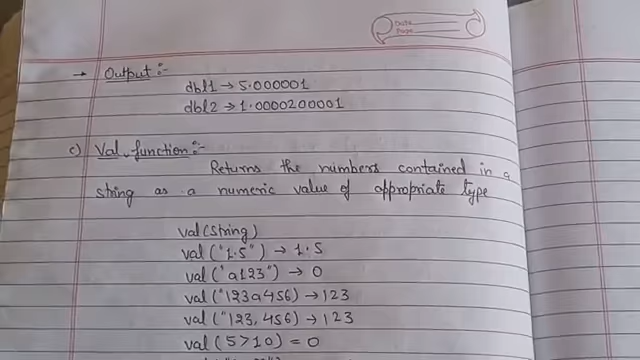 Date
Page
→ Output:-
dbl1 → 5.000001
dbl2 → 1.0000200001
c) Val function:-
Returns the numbers contained in a
string as a numeric value of appropriate type
val(string)
val("1.5") → 1.5
val("a123") → 0
val("123a456) → 123
val("123,456) → 123
val(5>10) = 0